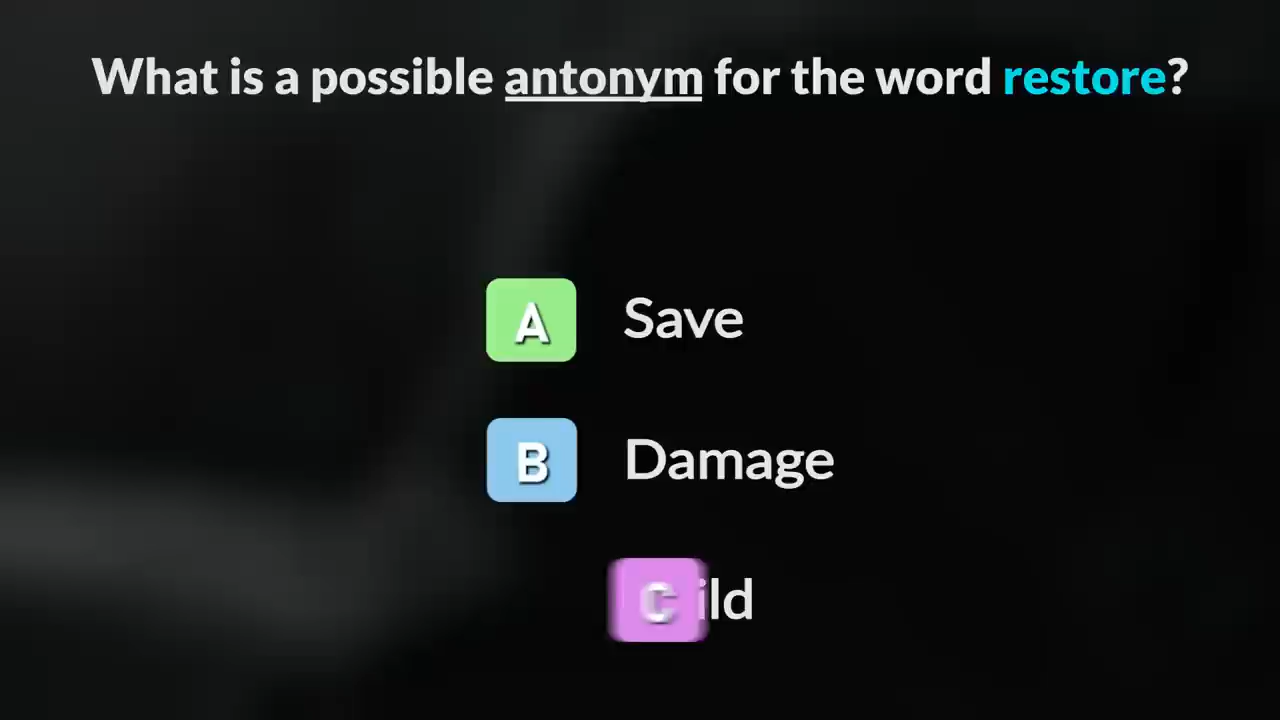 What is a possible antonym for the word restore?
A Save
B Damage
C